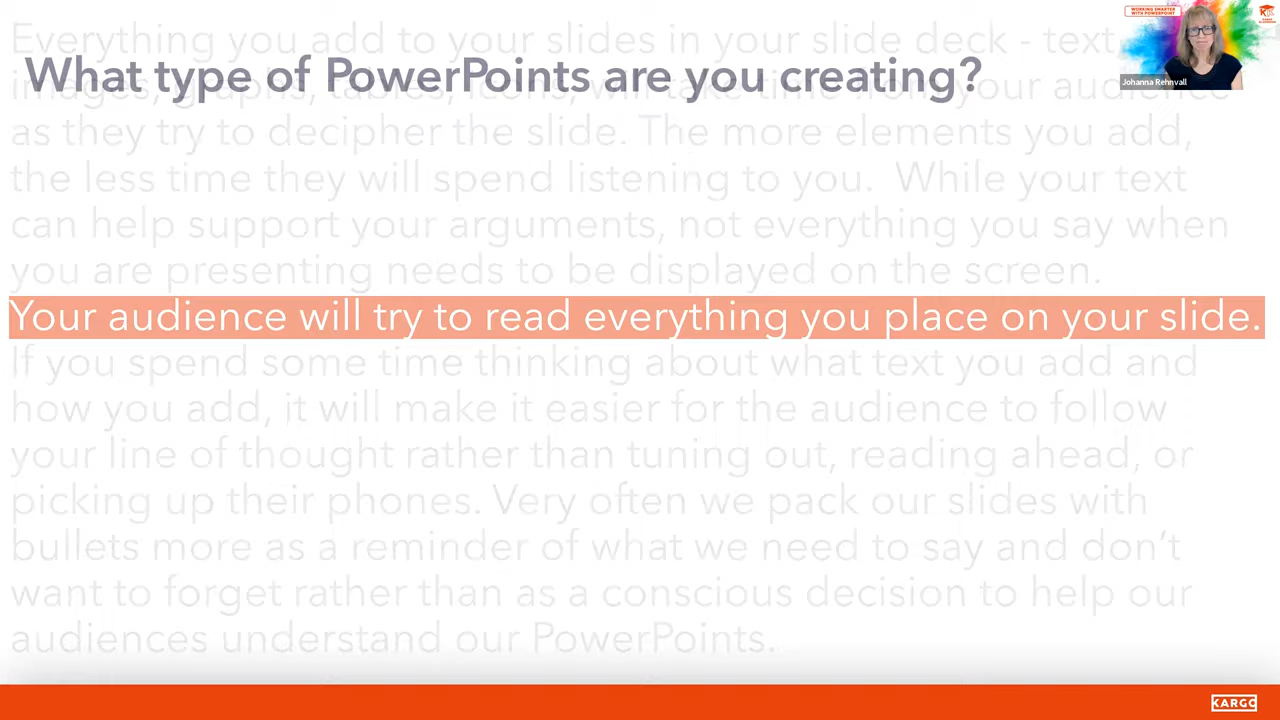 Everything you add to your slides in your slide deck - text,
What type of PowerPoints are you creating?
images, graphs, tables, icons, will take time from your audience
as they try to decipher the slide. The more elements you add,
the less time they will spend listening to you. While your text
can help support your arguments, not everything you say when
you are presenting needs to be displayed on the screen.
Your audience will try to read everything you place on your slide.
If you spend some time thinking about what text you add and
how you add, it will make it easier for the audience to follow
your line of thought rather than tuning out, reading ahead, or
picking up their phones. Very often we pack our slides with
bullets more as a reminder of what we need to say and don't
want to forget rather than as a conscious decision to help our
audiences understand our PowerPoints.
WORKING SMARTER
WITH POWERPOINT
Johanna Rehnvall
KARGO